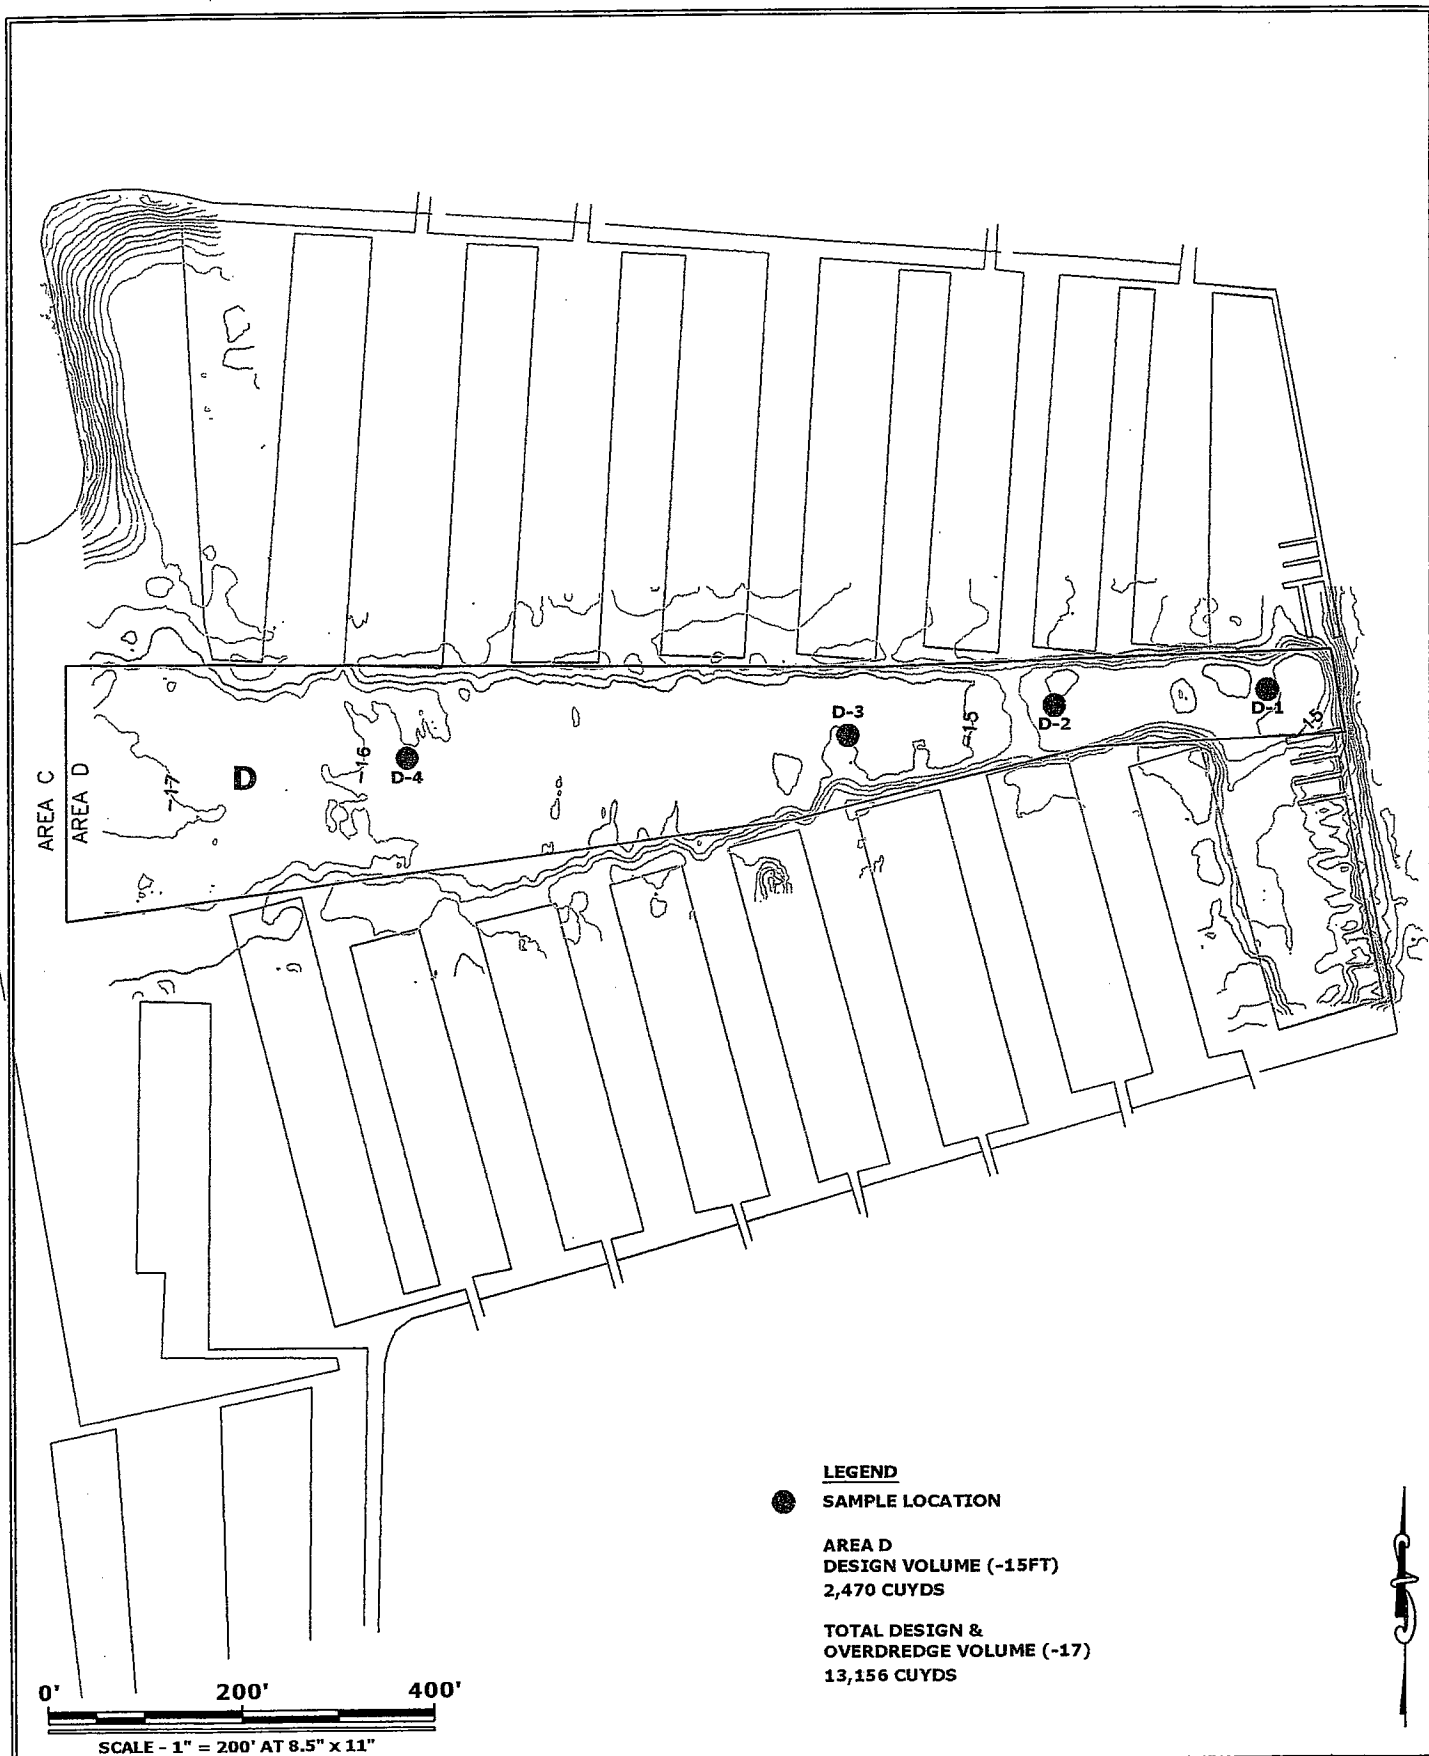 D-3
D-2
D-1
-15
-15
-16
D-4
-17
D
AREA C
AREA D
LEGEND
SAMPLE LOCATION
AREA D
DESIGN VOLUME (-15FT)
2,470 CUYDS
TOTAL DESIGN &
OVERDREDGE VOLUME (-17)
13,156 CUYDS
0' 200' 400'
SCALE - 1" = 200' AT 8.5" x 11"